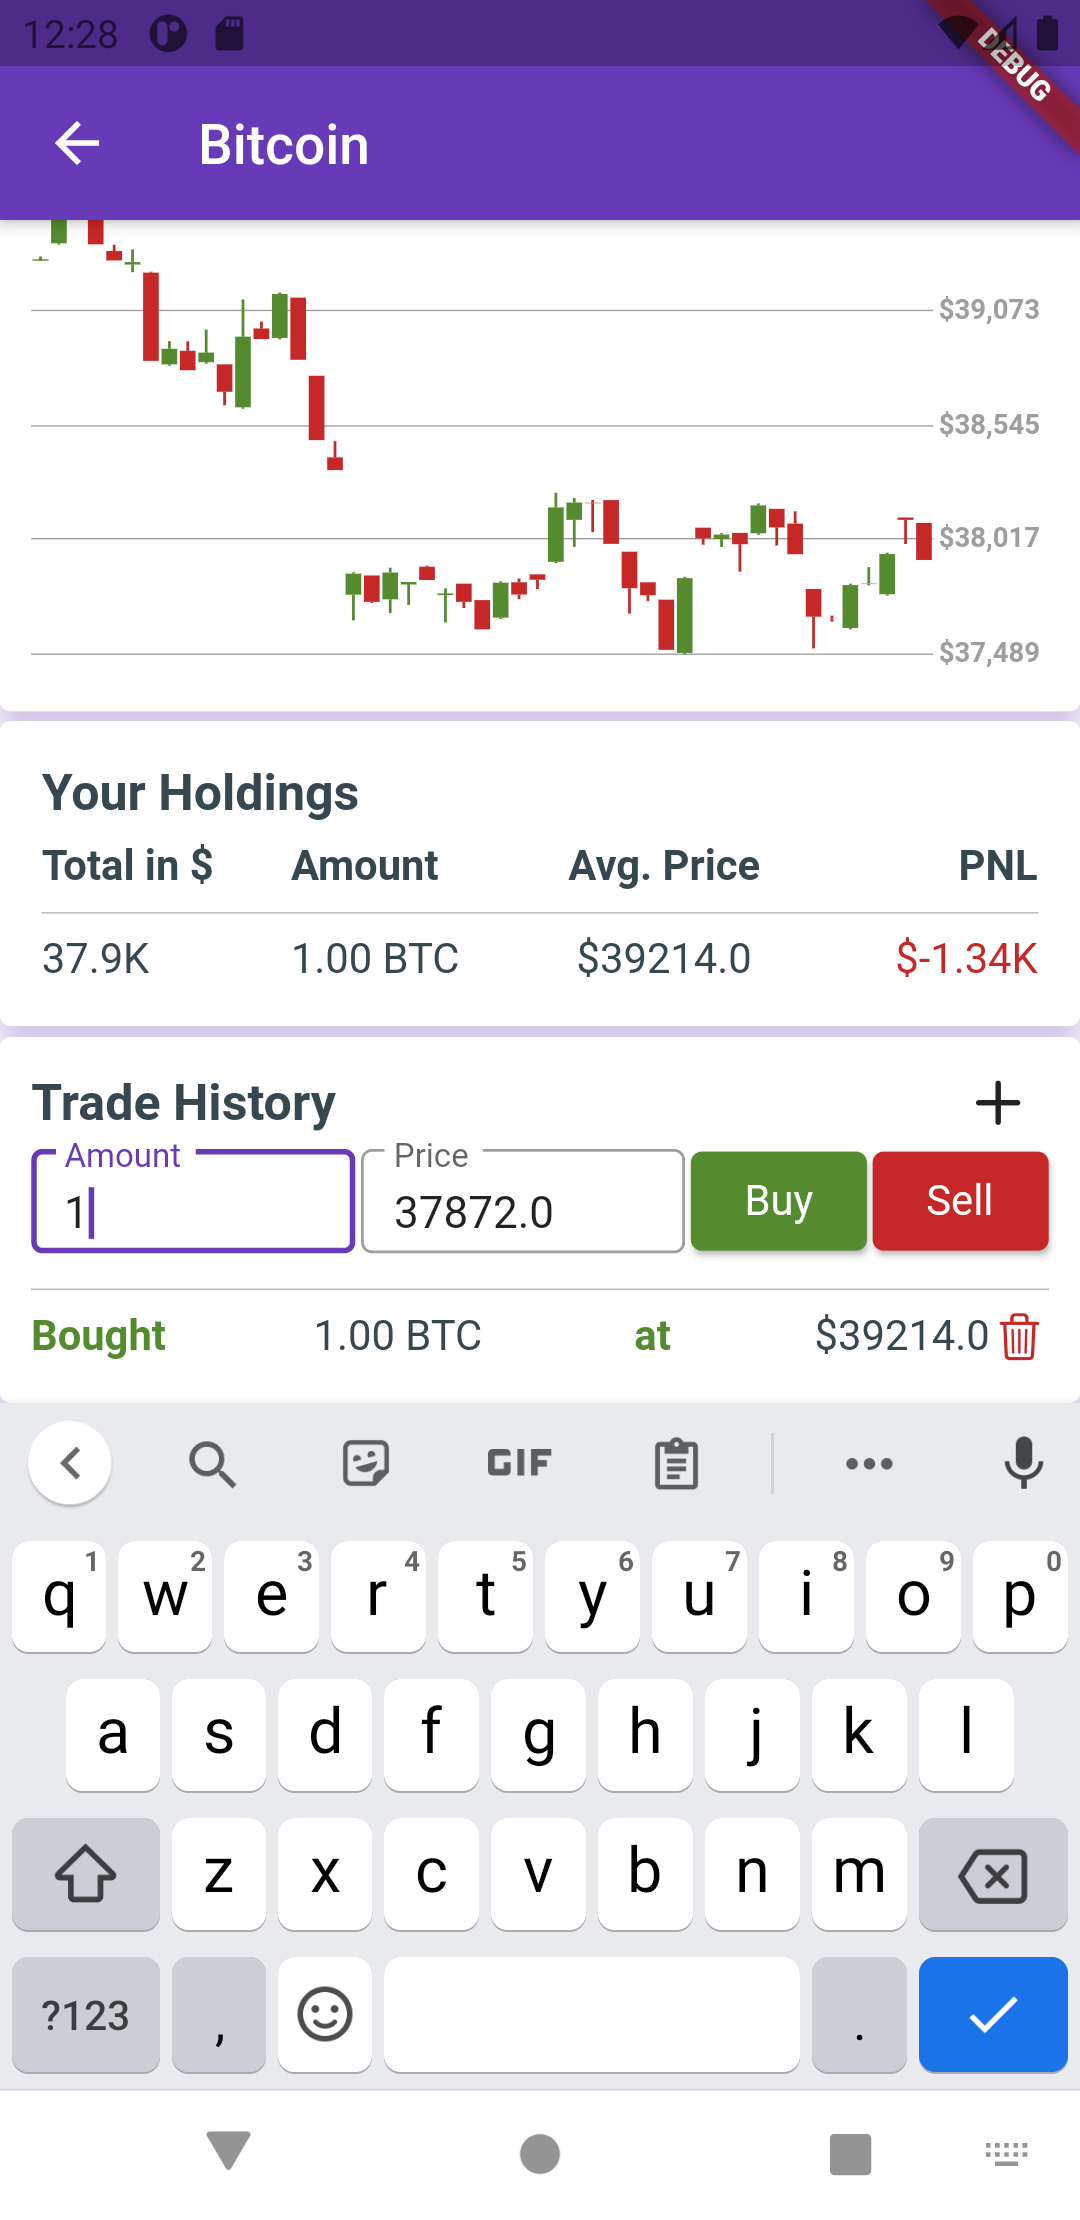 12:28
DEBUG
Bitcoin
$39,073
$38,545
$38,017
$37,489
Your Holdings
Total in $ Amount Avg. Price PNL
37.9K 1.00 BTC $39214.0 $-1.34K
Trade History
Amount Price
1 37872.0 Buy Sell
Bought 1.00 BTC at $39214.0
GIF
1 2 3 4 5 6 7 8 9 0
q w e r t y u i o p
a s d f g h j k l
z x c v b n m
?123 , .